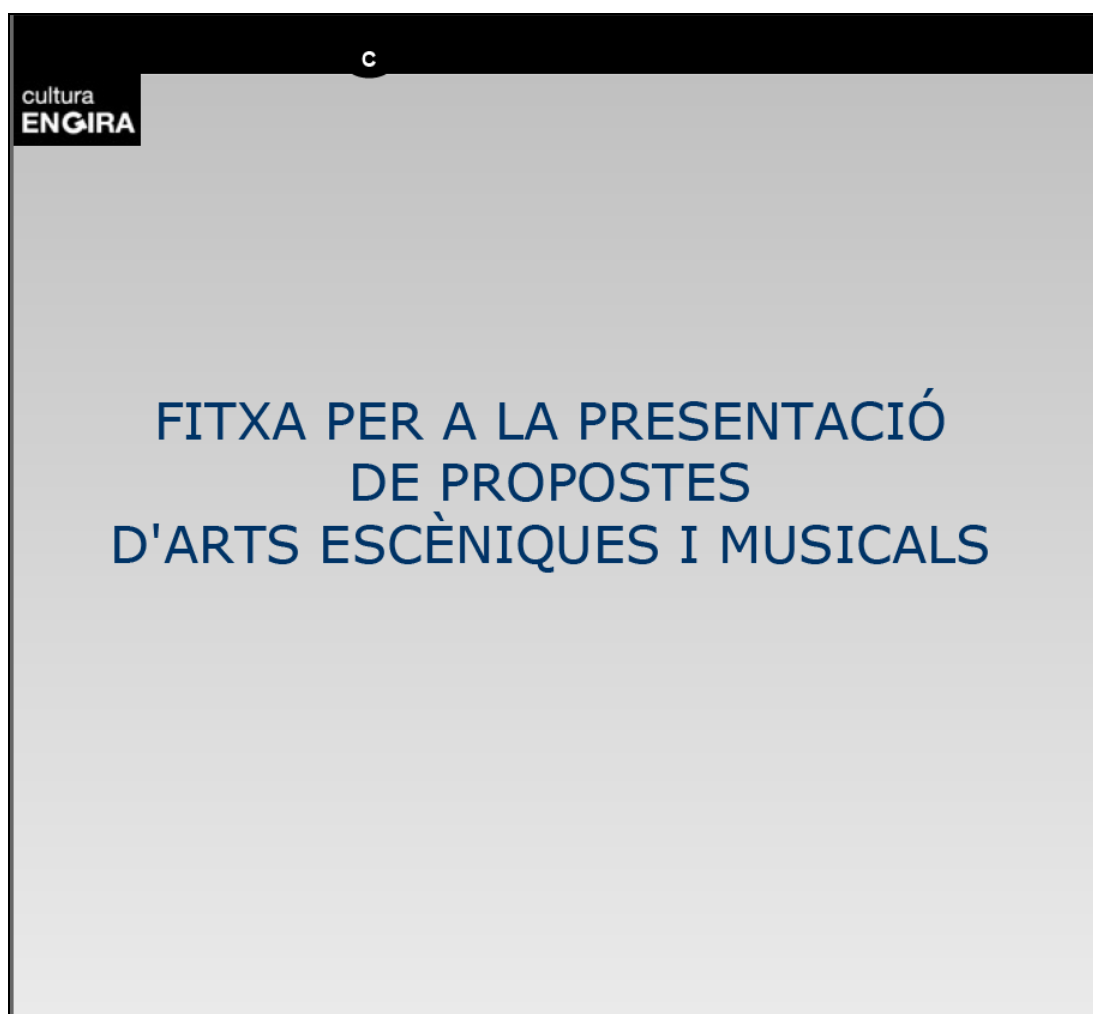 C
cultura
ENGIRA
FITXA PER A LA PRESENTACIÓ
DE PROPOSTES
D'ARTS ESCÈNIQUES I MUSICALS